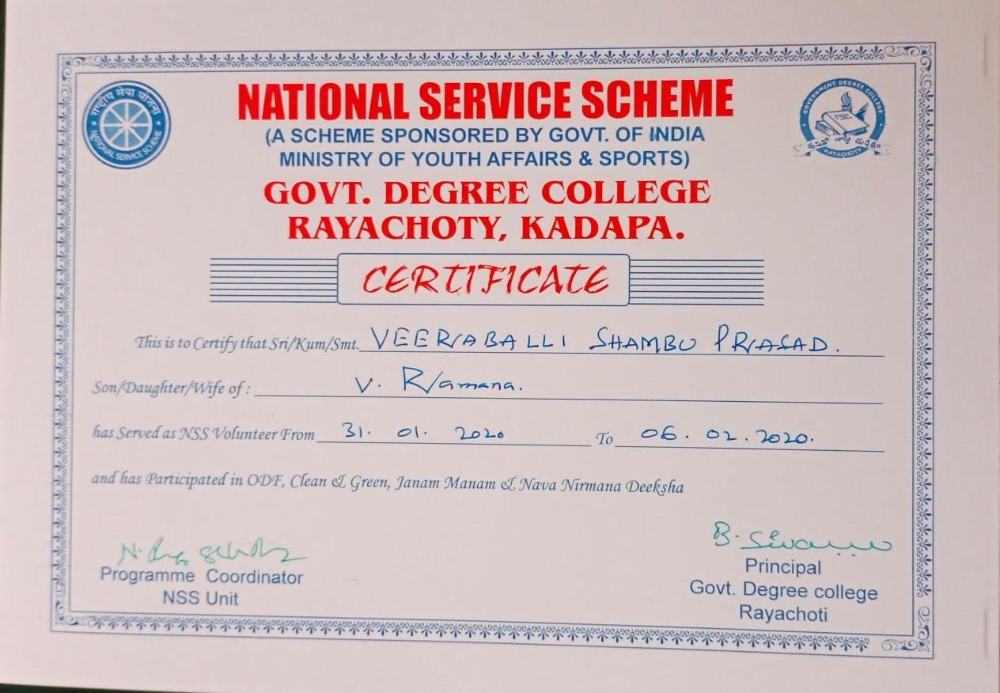 राष्ट्रीय सेवा योजना
NATIONAL SERVICE SCHEME
GOVERNMENT DEGREE COLLEGE
RAYACHOTY
NATIONAL SERVICE SCHEME
(A SCHEME SPONSORED BY GOVT. OF INDIA
MINISTRY OF YOUTH AFFAIRS & SPORTS)
GOVT. DEGREE COLLEGE
RAYACHOTY, KADAPA.
CERTIFICATE
This is to Certify that Sri/Kum/Smt. VEERABALLI SHAMBU PRASAD.
Son/Daughter/Wife of : V. Ramana.
has Served as NSS Volunteer From 31. 01. 2020 To 06. 02. 2020.
and has Participated in ODF, Clean & Green, Janam Manam & Nava Nirmana Deeksha
Programme Coordinator
NSS Unit
B.
Principal
Govt. Degree college
Rayachoti